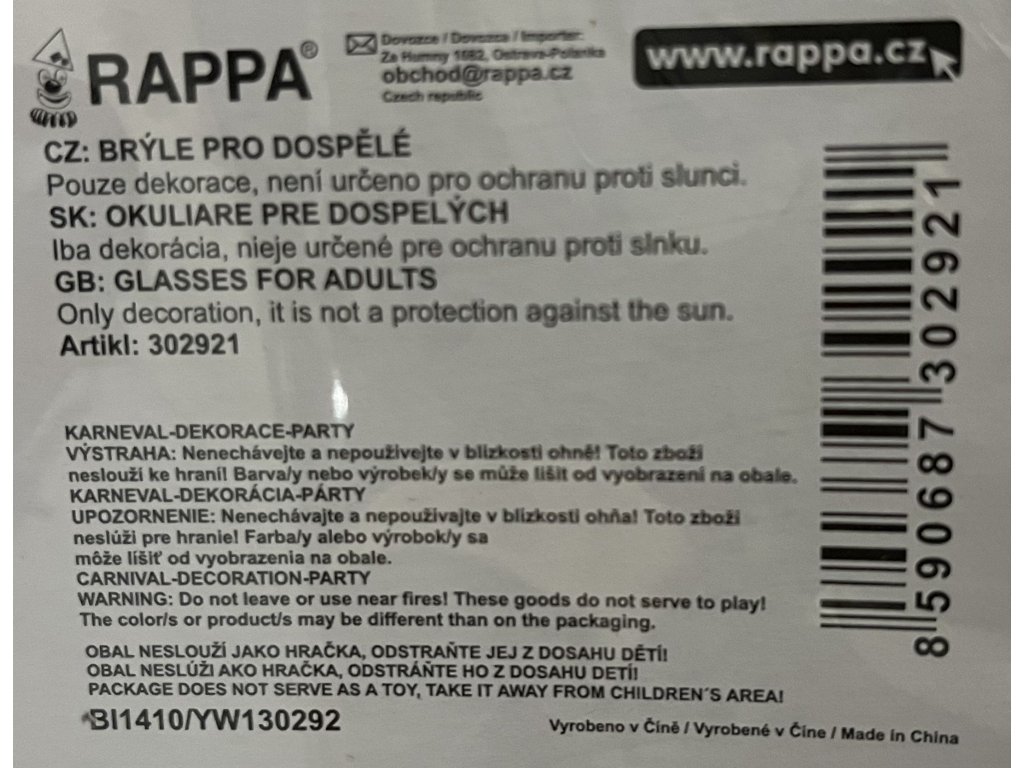 RAPPA®
Dovozce / Dovozca / Importer:
Za Humny 1682, Ostrava-Polanka
obchod@rappa.cz
Czech republic
www.rappa.cz
CZ: BRÝLE PRO DOSPĚLÉ
Pouze dekorace, není určeno pro ochranu proti slunci.
SK: OKULIARE PRE DOSPELÝCH
Iba dekorácia, nieje určené pre ochranu proti slnku.
GB: GLASSES FOR ADULTS
Only decoration, it is not a protection against the sun.
Artikl: 302921
8590687302921
KARNEVAL-DEKORACE-PARTY
VÝSTRAHA: Nenechávejte a nepoužívejte v blízkosti ohně! Toto zboží
neslouží ke hraní! Barva/y nebo výrobek/y se může lišit od vyobrazení na obale.
KARNEVAL-DEKORÁCIA-PÁRTY
UPOZORNENIE: Nenechávajte a nepoužívajte v blízkosti ohňa! Toto zboží
neslúži pre hranie! Farba/y alebo výrobok/y sa
môže líšiť od vyobrazenia na obale.
CARNIVAL-DECORATION-PARTY
WARNING: Do not leave or use near fires! These goods do not serve to play!
The color/s or product/s may be different than on the packaging.
OBAL NESLOUŽÍ JAKO HRAČKA, ODSTRAŇTE JEJ Z DOSAHU DĚTÍ!
OBAL NESLÚŽI AKO HRAČKA, ODSTRÁŇTE HO Z DOSAHU DETÍ!
PACKAGE DOES NOT SERVE AS A TOY, TAKE IT AWAY FROM CHILDREN´S AREA!
BI1410/YW130292
Vyrobeno v Číně / Vyrobené v Číne / Made in China